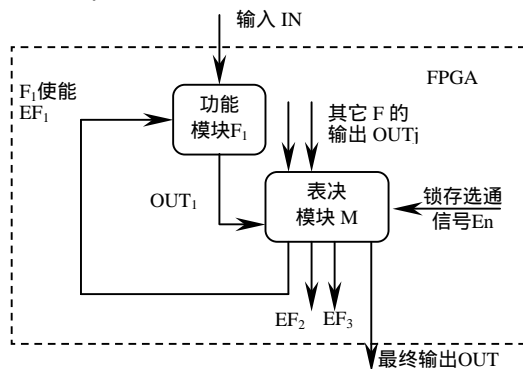 输入 IN
FPGA
F₁使能
EF₁
功能
模块F₁
其它 F 的
输出 OUTj
OUT₁
表决
模块 M
锁存选通
信号En
EF₂
EF₃
最终输出OUT